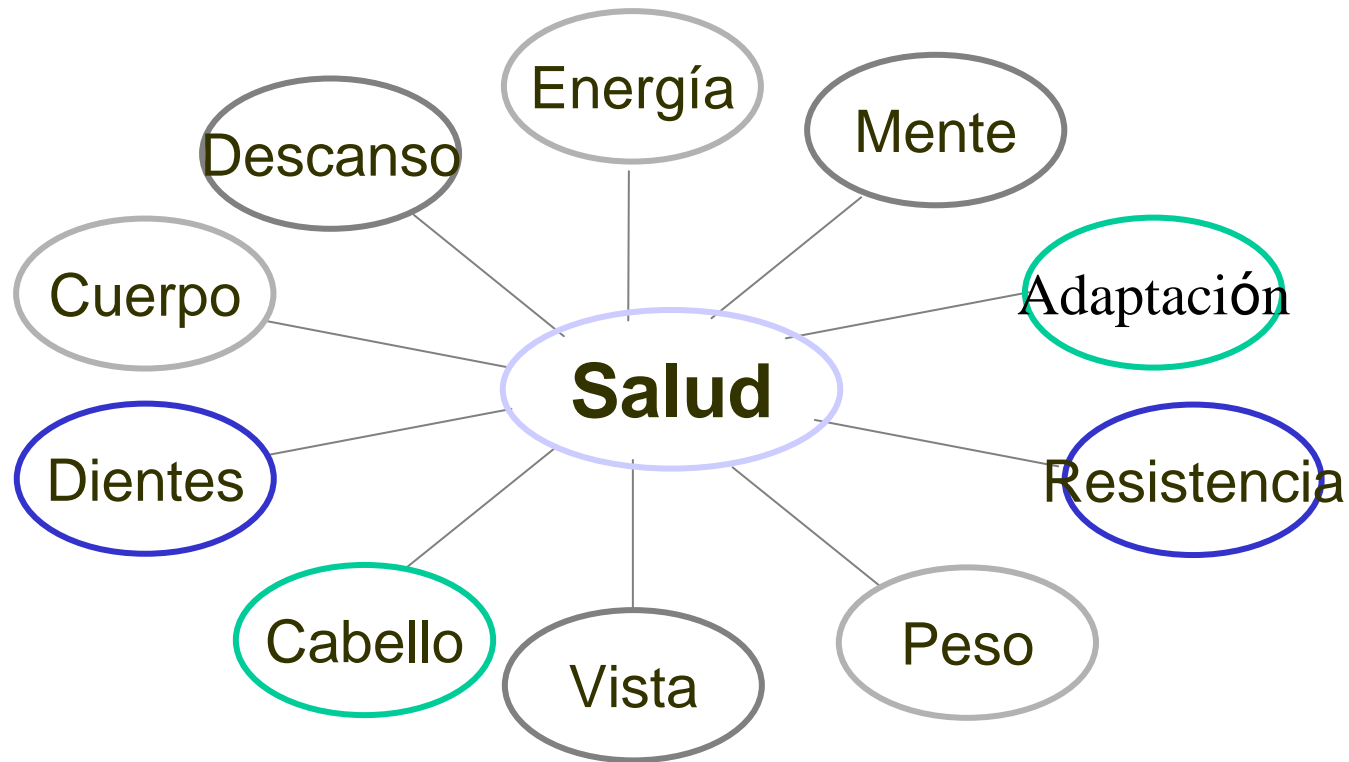 Energía
Mente
Descanso
Adaptación
Cuerpo
Salud
Dientes
Resistencia
Cabello
Peso
Vista